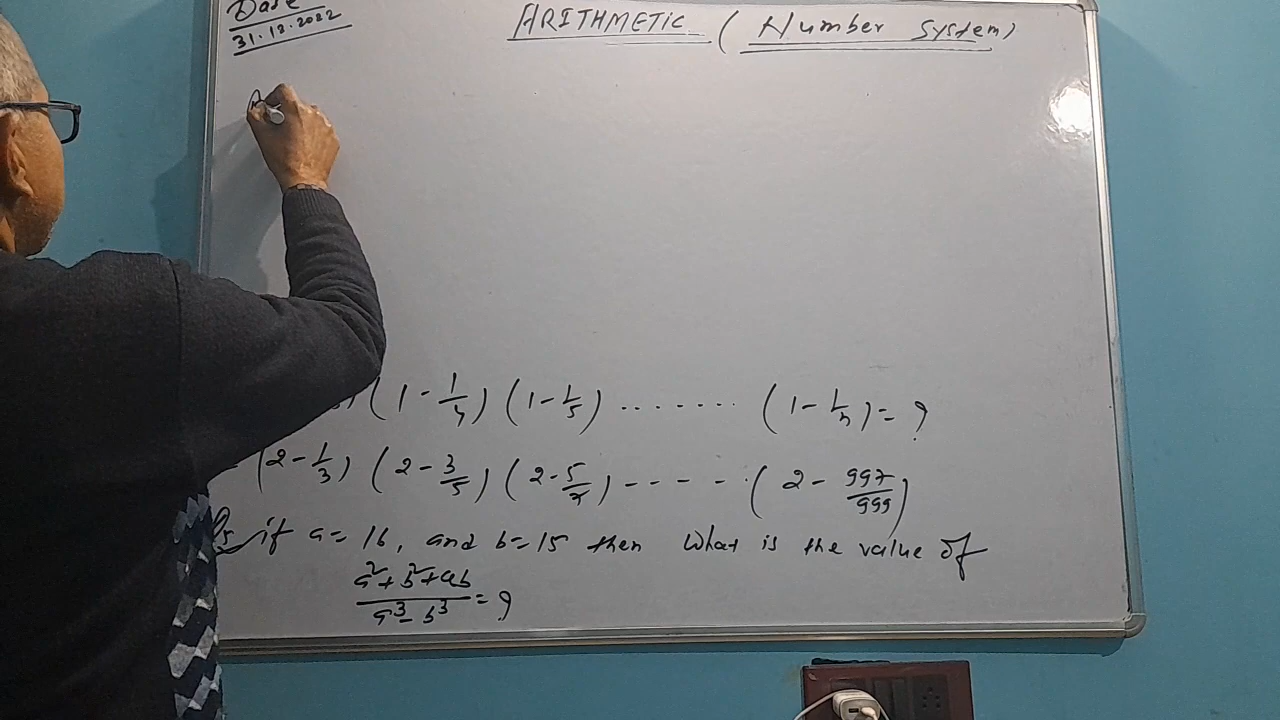 Date
31.12.2022
ARITHMETIC (Number System)
(1-1/4) (1-1/5) ....... (1-1/n) = ?
(2-1/3) (2-3/5) (2-5/7) ----- (2-997/999)
if a=16, and b=15 then What is the value of
a²+b²+ab / a³-b³ = ?